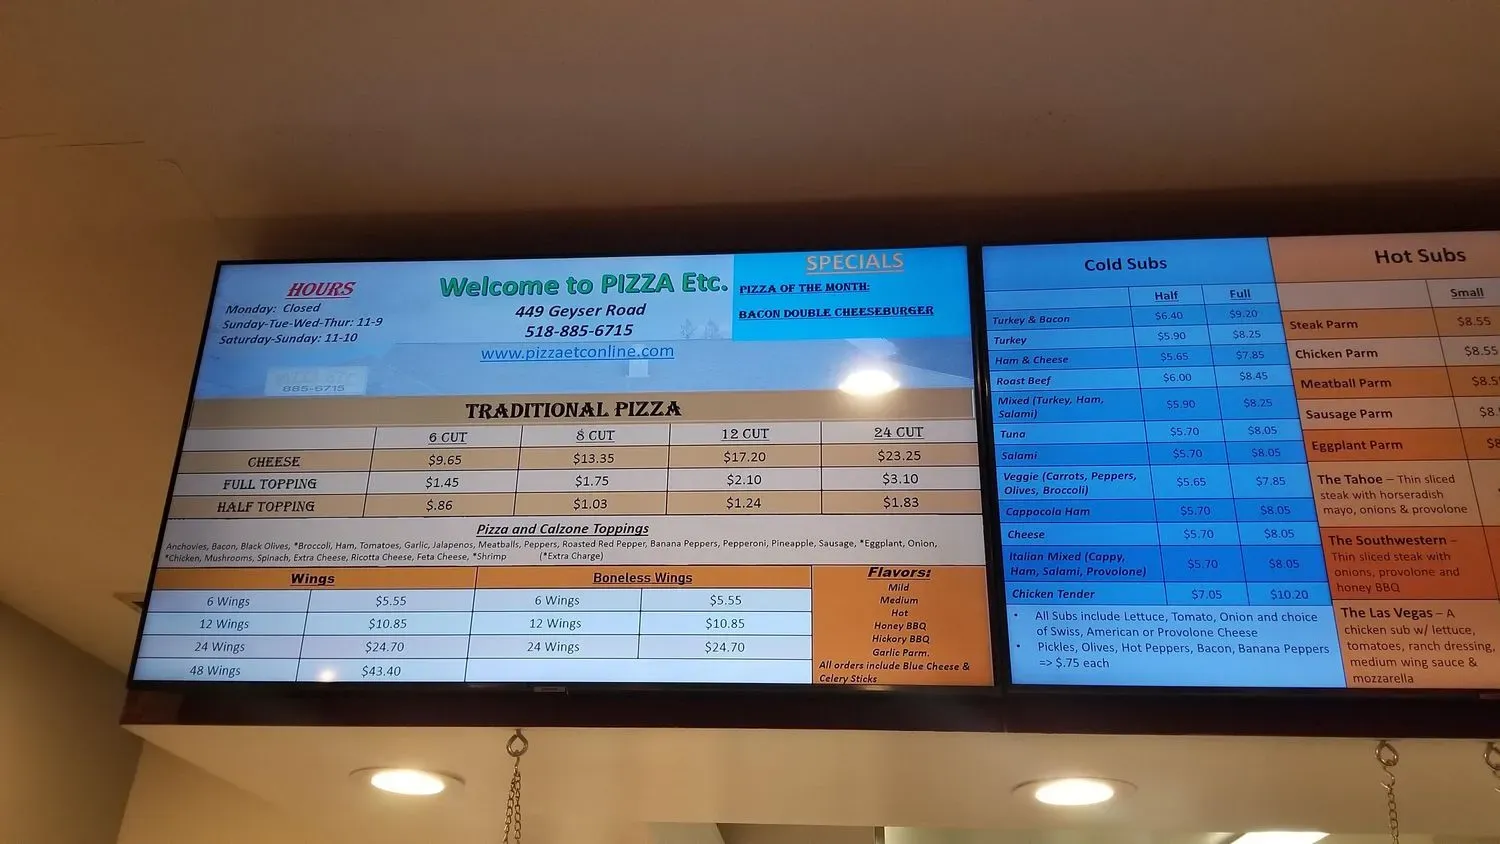 HOURS
Monday: Closed
Sunday-Tue-Wed-Thur: 11-9
Saturday-Sunday: 11-10
Welcome to PIZZA Etc.
449 Geyser Road
518-885-6715
www.pizzaetconline.com
885-6715
SPECIALS
PIZZA OF THE MONTH:
BACON DOUBLE CHEESEBURGER
TRADITIONAL PIZZA
6 CUT 8 CUT 12 CUT 24 CUT
CHEESE $9.65 $13.35 $17.20 $23.25
FULL TOPPING $1.45 $1.75 $2.10 $3.10
HALF TOPPING $.86 $1.03 $1.24 $1.83
Pizza and Calzone Toppings
Anchovies, Bacon, Black Olives, *Broccoli, Ham, Tomatoes, Garlic, Jalapenos, Meatballs, Peppers, Roasted Red Pepper, Banana Peppers, Pepperoni, Pineapple, Sausage, *Eggplant, Onion,
*Chicken, Mushrooms, Spinach, Extra Cheese, Ricotta Cheese, Feta Cheese, *Shrimp (*Extra Charge)
Wings Boneless Wings
6 Wings $5.55 6 Wings $5.55
12 Wings $10.85 12 Wings $10.85
24 Wings $24.70 24 Wings $24.70
48 Wings $43.40
Flavors:
Mild
Medium
Hot
Honey BBQ
Hickory BBQ
Garlic Parm.
All orders include Blue Cheese &
Celery Sticks
Cold Subs
Half Full
Turkey & Bacon $6.40 $9.20
Turkey $5.90 $8.25
Ham & Cheese $5.65 $7.85
Roast Beef $6.00 $8.45
Mixed (Turkey, Ham,
Salami) $5.90 $8.25
Tuna $5.70 $8.05
Salami $5.70 $8.05
Veggie (Carrots, Peppers,
Olives, Broccoli) $5.65 $7.85
Cappocola Ham $5.70 $8.05
Cheese $5.70 $8.05
Italian Mixed (Cappy,
Ham, Salami, Provolone) $5.70 $8.05
Chicken Tender $7.05 $10.20
• All Subs include Lettuce, Tomato, Onion and choice
of Swiss, American or Provolone Cheese
• Pickles, Olives, Hot Peppers, Bacon, Banana Peppers
=> $.75 each
Hot Subs
Small
Steak Parm $8.55
Chicken Parm $8.55
Meatball Parm $8.5
Sausage Parm $8.
Eggplant Parm $8
The Tahoe – Thin sliced
steak with horseradish
mayo, onions & provolone
The Southwestern –
Thin sliced steak with
onions, provolone and
honey BBQ
The Las Vegas – A
chicken sub w/ lettuce,
tomatoes, ranch dressing,
medium wing sauce &
mozzarella